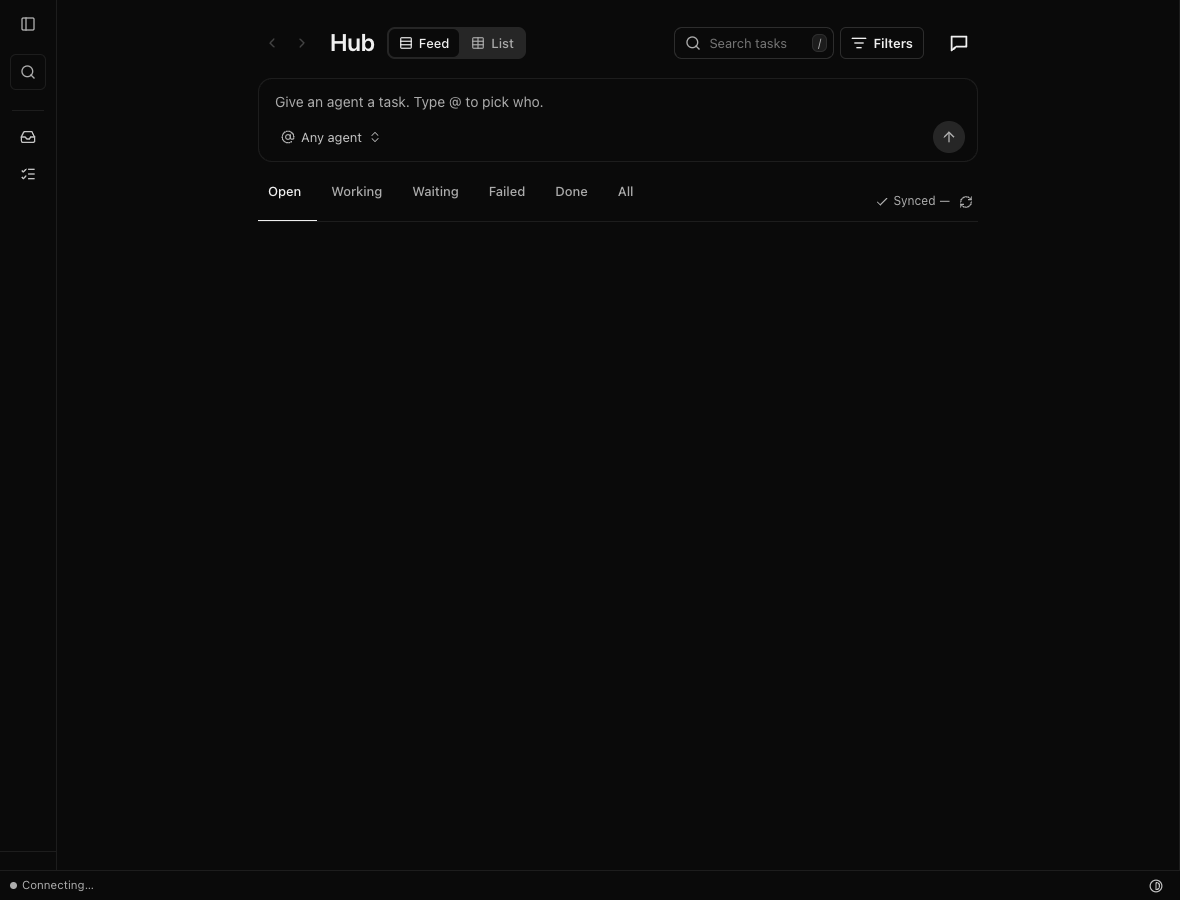 Hub
Feed
List
Search tasks
/
Filters
Give an agent a task. Type @ to pick who.
Any agent
Open
Working
Waiting
Failed
Done
All
Synced —
Connecting...